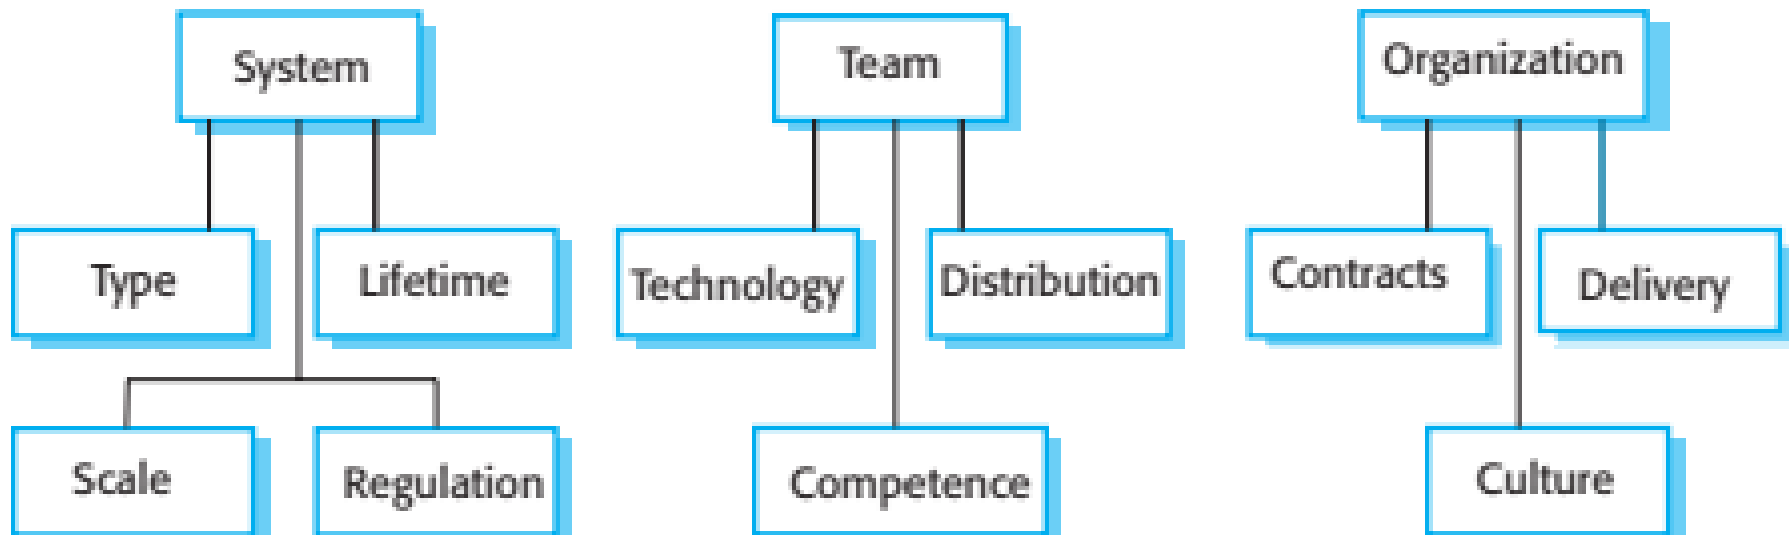 System
Team
Organization
Type
Lifetime
Technology
Distribution
Contracts
Delivery
Scale
Regulation
Competence
Culture